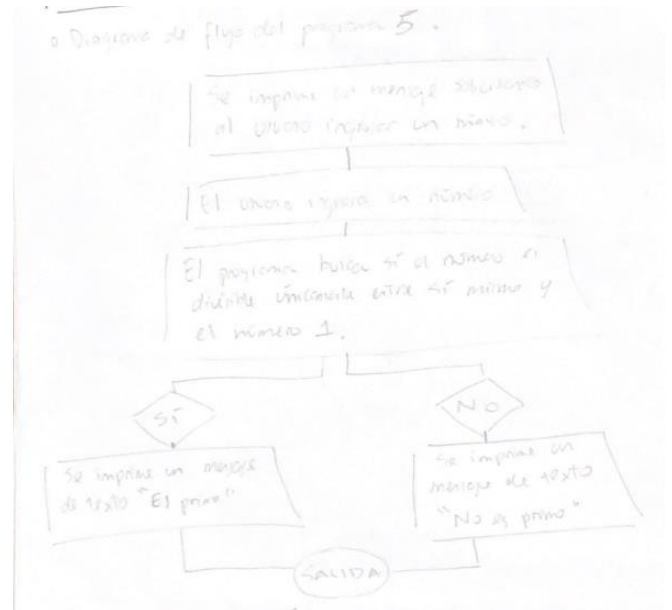 o Diagrama de flujo del programa 5.
Se imprime un mensaje solicitando
al usuario ingresar un número.
El usuario ingresa un número
El programa busca sí el número es
divisible únicamente entre sí mismo y
el número 1.
SÍ
NO
Se imprime un mensaje
de texto "El primo"
Se imprime un
mensaje de texto
"No es primo"
SALIDA